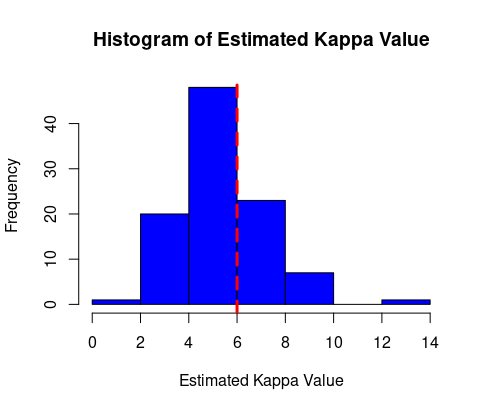 Histogram of Estimated Kappa Value
Frequency
40
30
20
10
0
0 2 4 6 8 10 12 14
Estimated Kappa Value